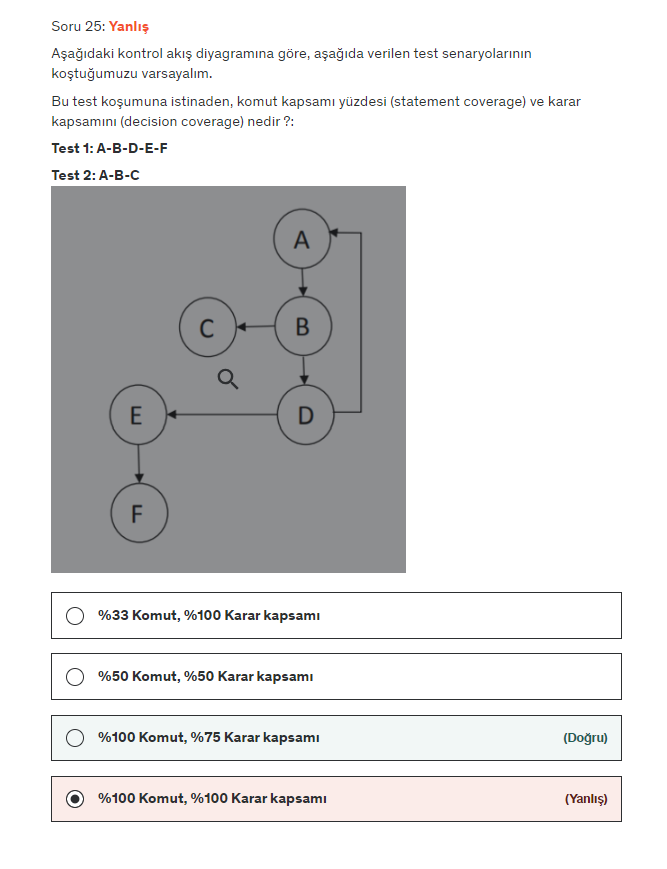 Soru 25: Yanlış
Aşağıdaki kontrol akış diyagramına göre, aşağıda verilen test senaryolarının
koştuğumuzu varsayalım.
Bu test koşumuna istinaden, komut kapsamı yüzdesi (statement coverage) ve karar
kapsamını (decision coverage) nedir ?:
Test 1: A-B-D-E-F
Test 2: A-B-C
A
C
B
E
D
F
%33 Komut, %100 Karar kapsamı
%50 Komut, %50 Karar kapsamı
%100 Komut, %75 Karar kapsamı (Doğru)
%100 Komut, %100 Karar kapsamı (Yanlış)